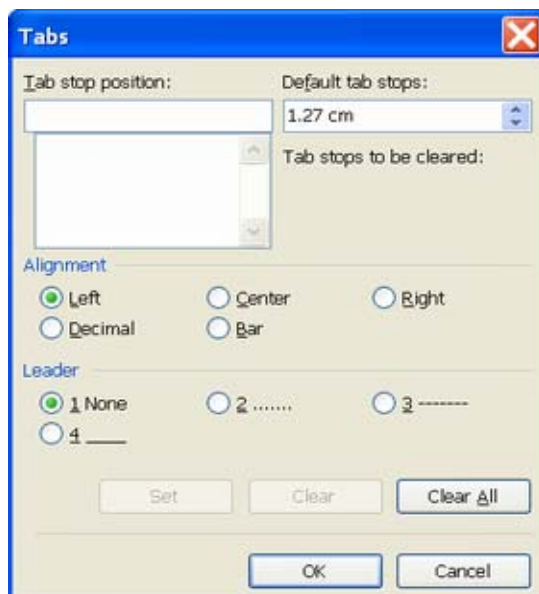 Tabs
Tab stop position: Default tab stops:
1.27 cm
Tab stops to be cleared:
Alignment
Left Center Right
Decimal Bar
Leader
1 None 2 ....... 3 -------
4 ____
Set Clear Clear All
OK Cancel